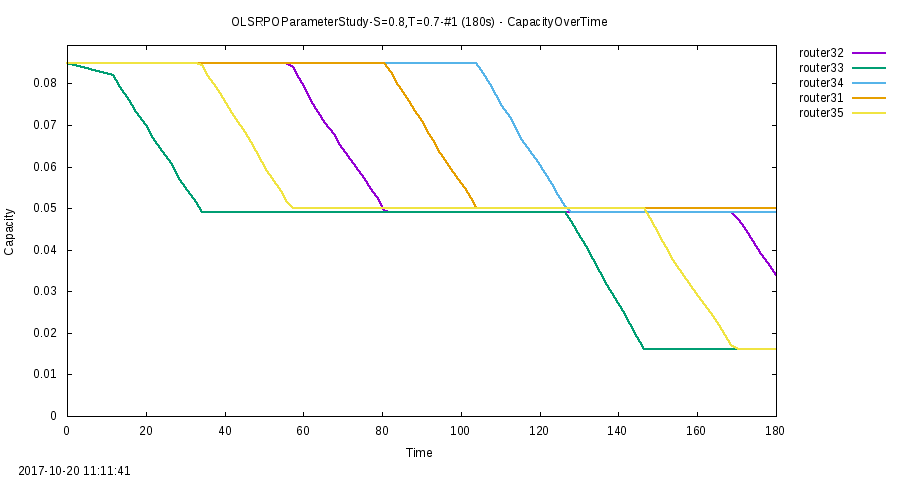 OLSRPOParameterStudy-S=0.8,T=0.7-#1 (180s) - CapacityOverTime
router32
router33
router34
router31
router35
0.08
0.07
0.06
0.05
0.04
0.03
0.02
0.01
0
Capacity
0 20 40 60 80 100 120 140 160 180
Time
2017-10-20 11:11:41